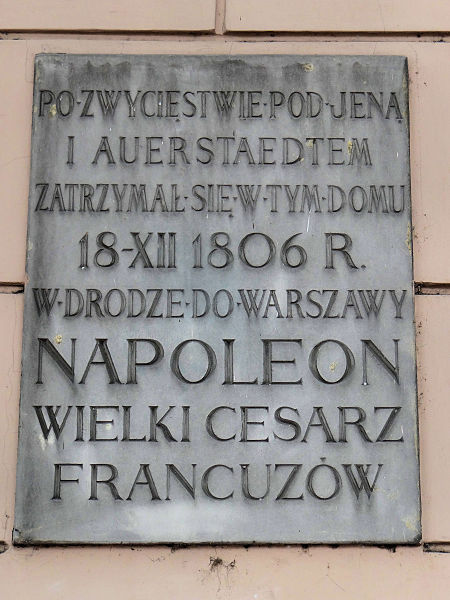 PO·ZWYCIĘSTWIE·POD·JENĄ
I AUERSTAEDTEM
ZATRZYMAŁ·SIĘ·W·TYM·DOMU
18-XII 1806 R.
W·DRODZE·DO·WARSZAWY
NAPOLEON
WIELKI CESARZ
FRANCUZÓW